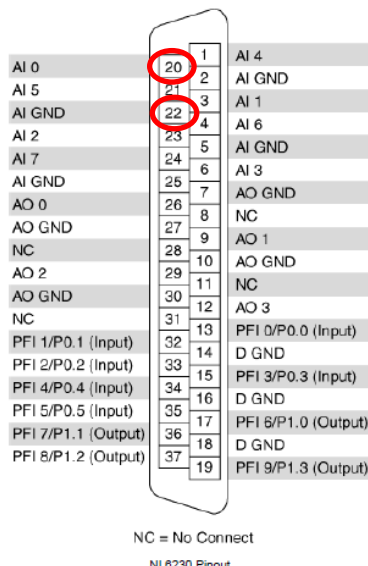 1 AI 4
AI 0 20
2 AI GND
AI 5 21
3 AI 1
AI GND 22
4 AI 6
AI 2 23
5 AI GND
AI 7 24
6 AI 3
AI GND 25
7 AO GND
AO 0 26
8 NC
AO GND 27
9 AO 1
NC 28
10 AO GND
AO 2 29
11 NC
AO GND 30
12 AO 3
NC 31
13 PFI 0/P0.0 (Input)
PFI 1/P0.1 (Input) 32
14 D GND
PFI 2/P0.2 (Input) 33
15 PFI 3/P0.3 (Input)
PFI 4/P0.4 (Input) 34
16 D GND
PFI 5/P0.5 (Input) 35
17 PFI 6/P1.0 (Output)
PFI 7/P1.1 (Output) 36
18 D GND
PFI 8/P1.2 (Output) 37
19 PFI 9/P1.3 (Output)
NC = No Connect
NI 6230 Pinout